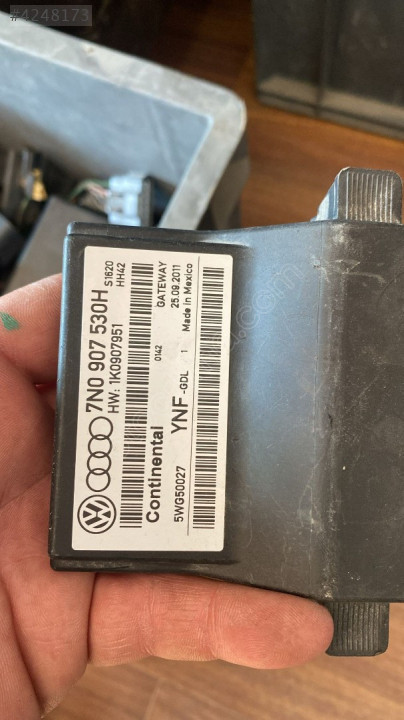 #4248173
7N0 907 530H
S1620
HH42
HW: 1K0907951
0142
GATEWAY
25.09.2011
Made in Mexico
Continental
YNF -GDL 1
5WG50027